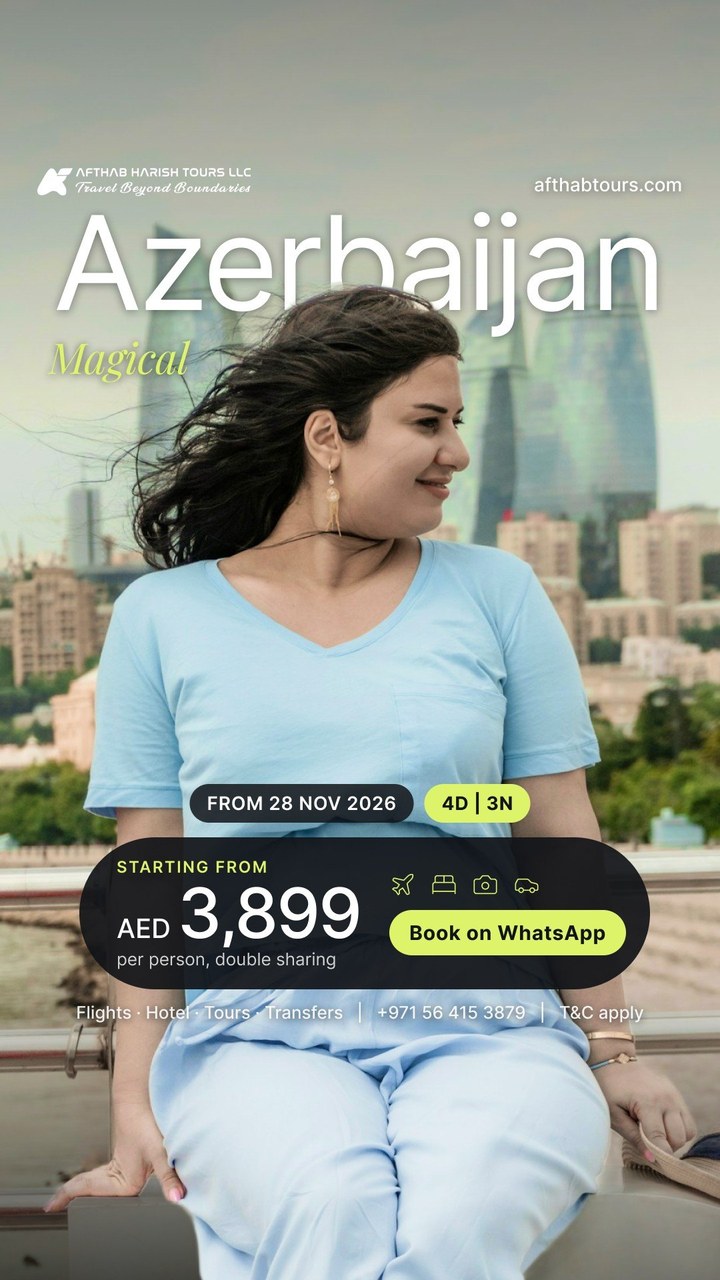 AFTHAB HARISH TOURS LLC
Travel Beyond Boundaries
afthabtours.com
Azerbaijan
Magical
FROM 28 NOV 2026
4D | 3N
STARTING FROM
AED 3,899
per person, double sharing
Book on WhatsApp
Flights · Hotel · Tours · Transfers | +971 56 415 3879 | T&C apply